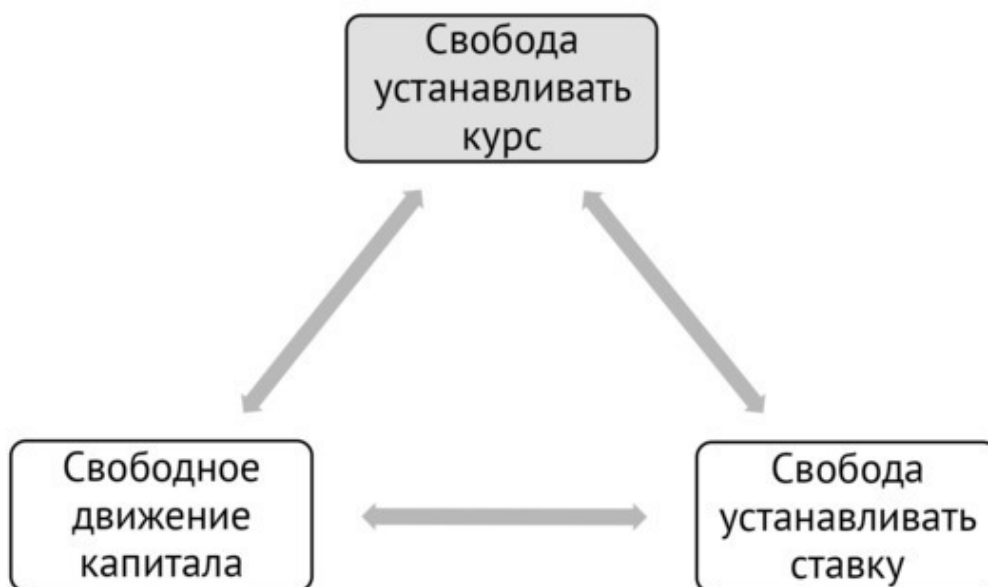 Свобода
устанавливать
курс
Свободное
движение
капитала
Свобода
устанавливать
ставку